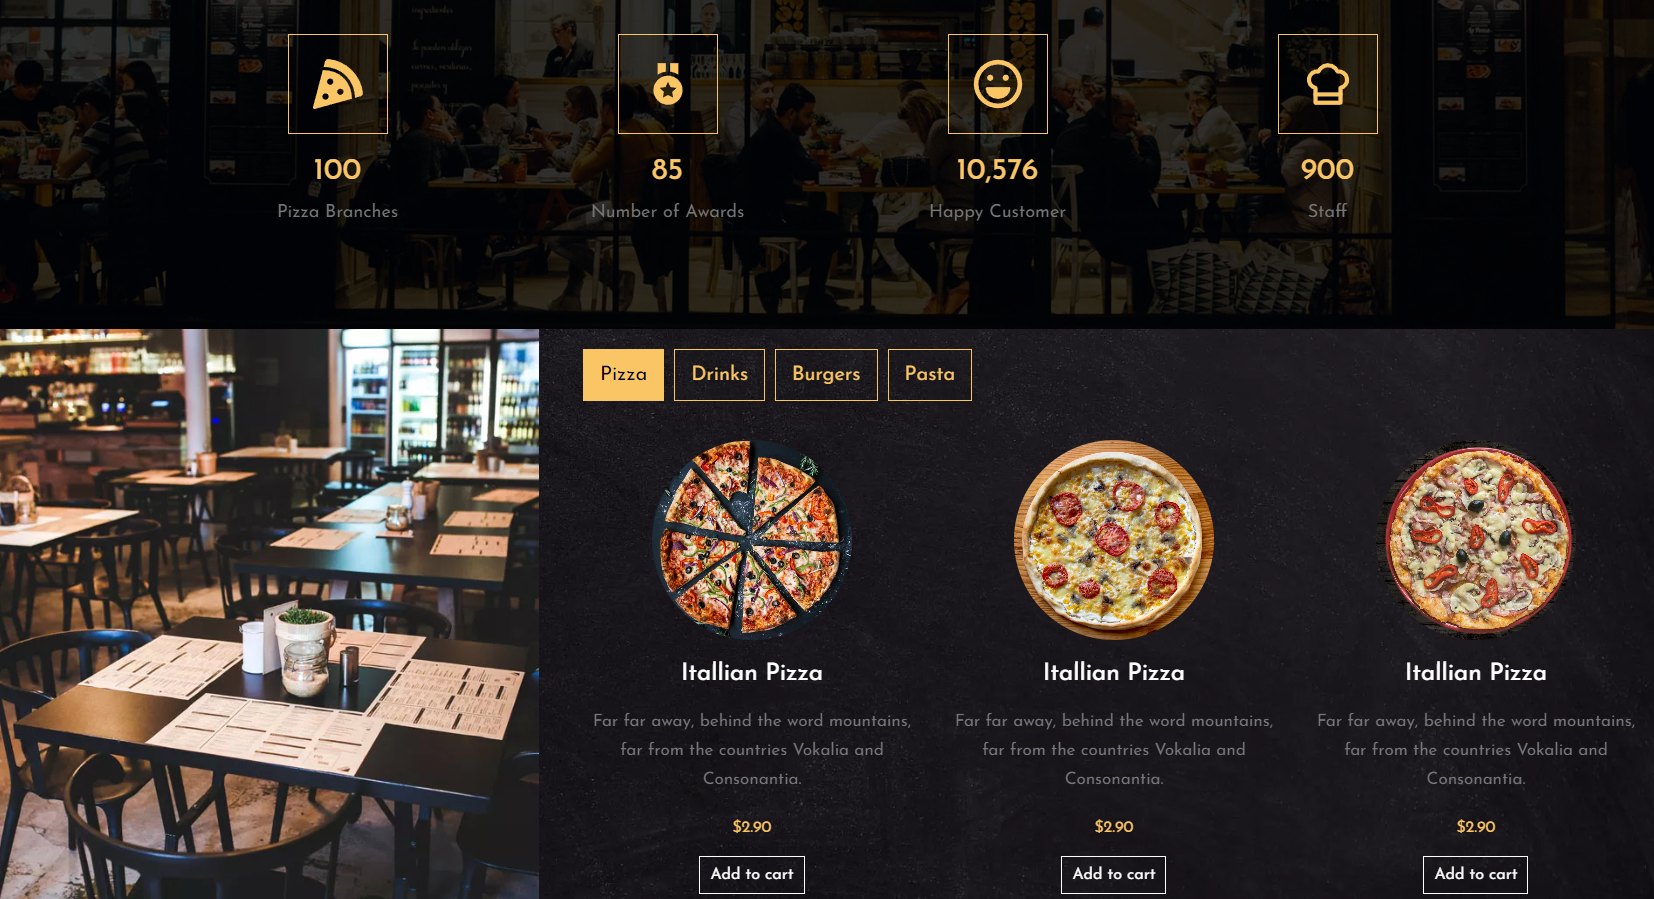 100
Pizza Branches
85
Number of Awards
10,576
Happy Customer
900
Staff
Pizza
Drinks
Burgers
Pasta
Itallian Pizza
Far far away, behind the word mountains,
far from the countries Vokalia and
Consonantia.
$2.90
Add to cart
Itallian Pizza
Far far away, behind the word mountains,
far from the countries Vokalia and
Consonantia.
$2.90
Add to cart
Itallian Pizza
Far far away, behind the word mountains,
far from the countries Vokalia and
Consonantia.
$2.90
Add to cart